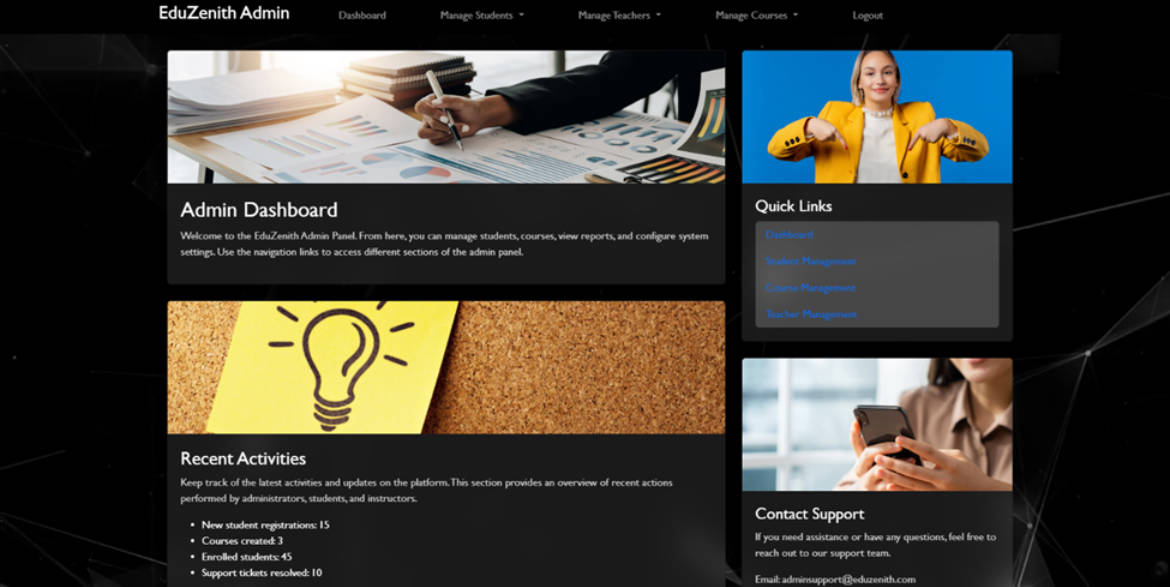 EduZenith Admin
Dashboard
Manage Students
Manage Teachers
Manage Courses
Logout
Admin Dashboard
Welcome to the EduZenith Admin Panel. From here, you can manage students, courses, view reports, and configure system
settings. Use the navigation links to access different sections of the admin panel.
Recent Activities
Keep track of the latest activities and updates on the platform. This section provides an overview of recent actions
performed by administrators, students, and instructors.
• New student registrations: 15
• Courses created: 3
• Enrolled students: 45
• Support tickets resolved: 10
Quick Links
Dashboard
Student Management
Course Management
Teacher Management
Contact Support
If you need assistance or have any questions, feel free to
reach out to our support team.
Email: adminsupport@eduzenith.com